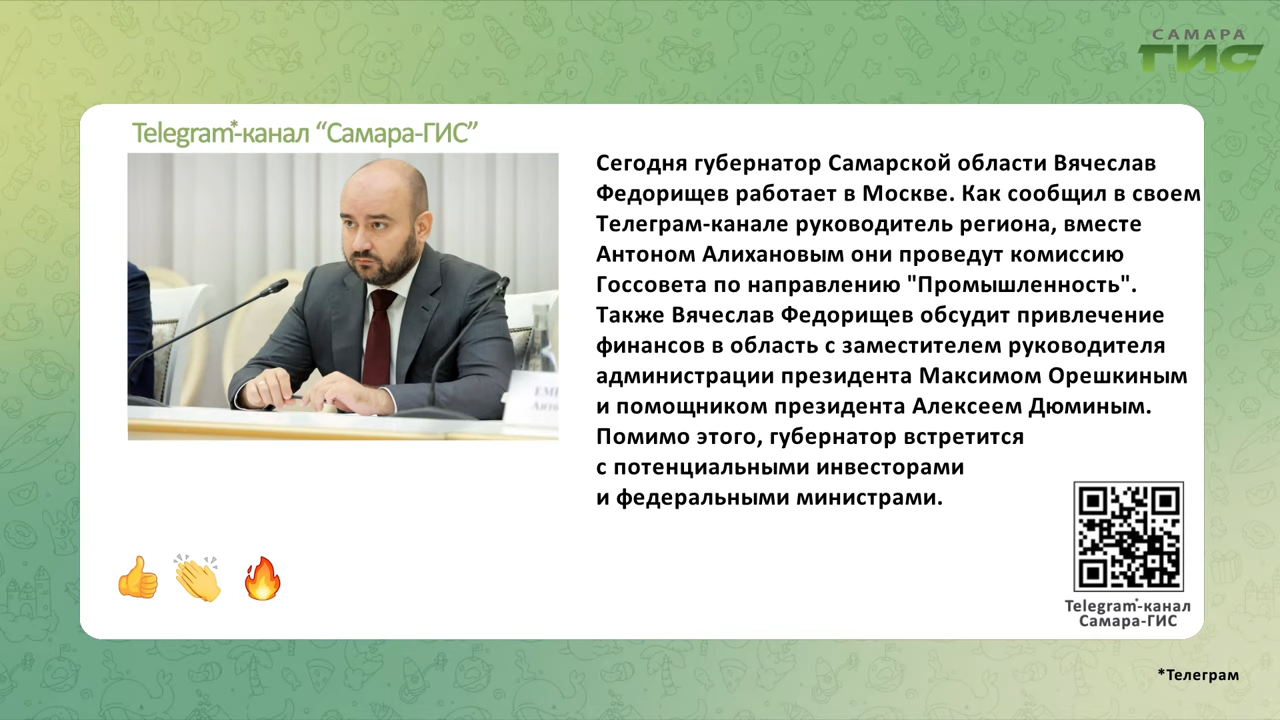 САМАРА
ГИС
Telegram*-канал “Самара-ГИС”
Сегодня губернатор Самарской области Вячеслав
Федорищев работает в Москве. Как сообщил в своем
Телеграм-канале руководитель региона, вместе
Антоном Алихановым они проведут комиссию
Госсовета по направлению "Промышленность".
Также Вячеслав Федорищев обсудит привлечение
финансов в область с заместителем руководителя
администрации президента Максимом Орешкиным
и помощником президента Алексеем Дюминым.
Помимо этого, губернатор встретится
с потенциальными инвесторами
и федеральными министрами.
Telegram*-канал
Самара-ГИС
*Телеграм